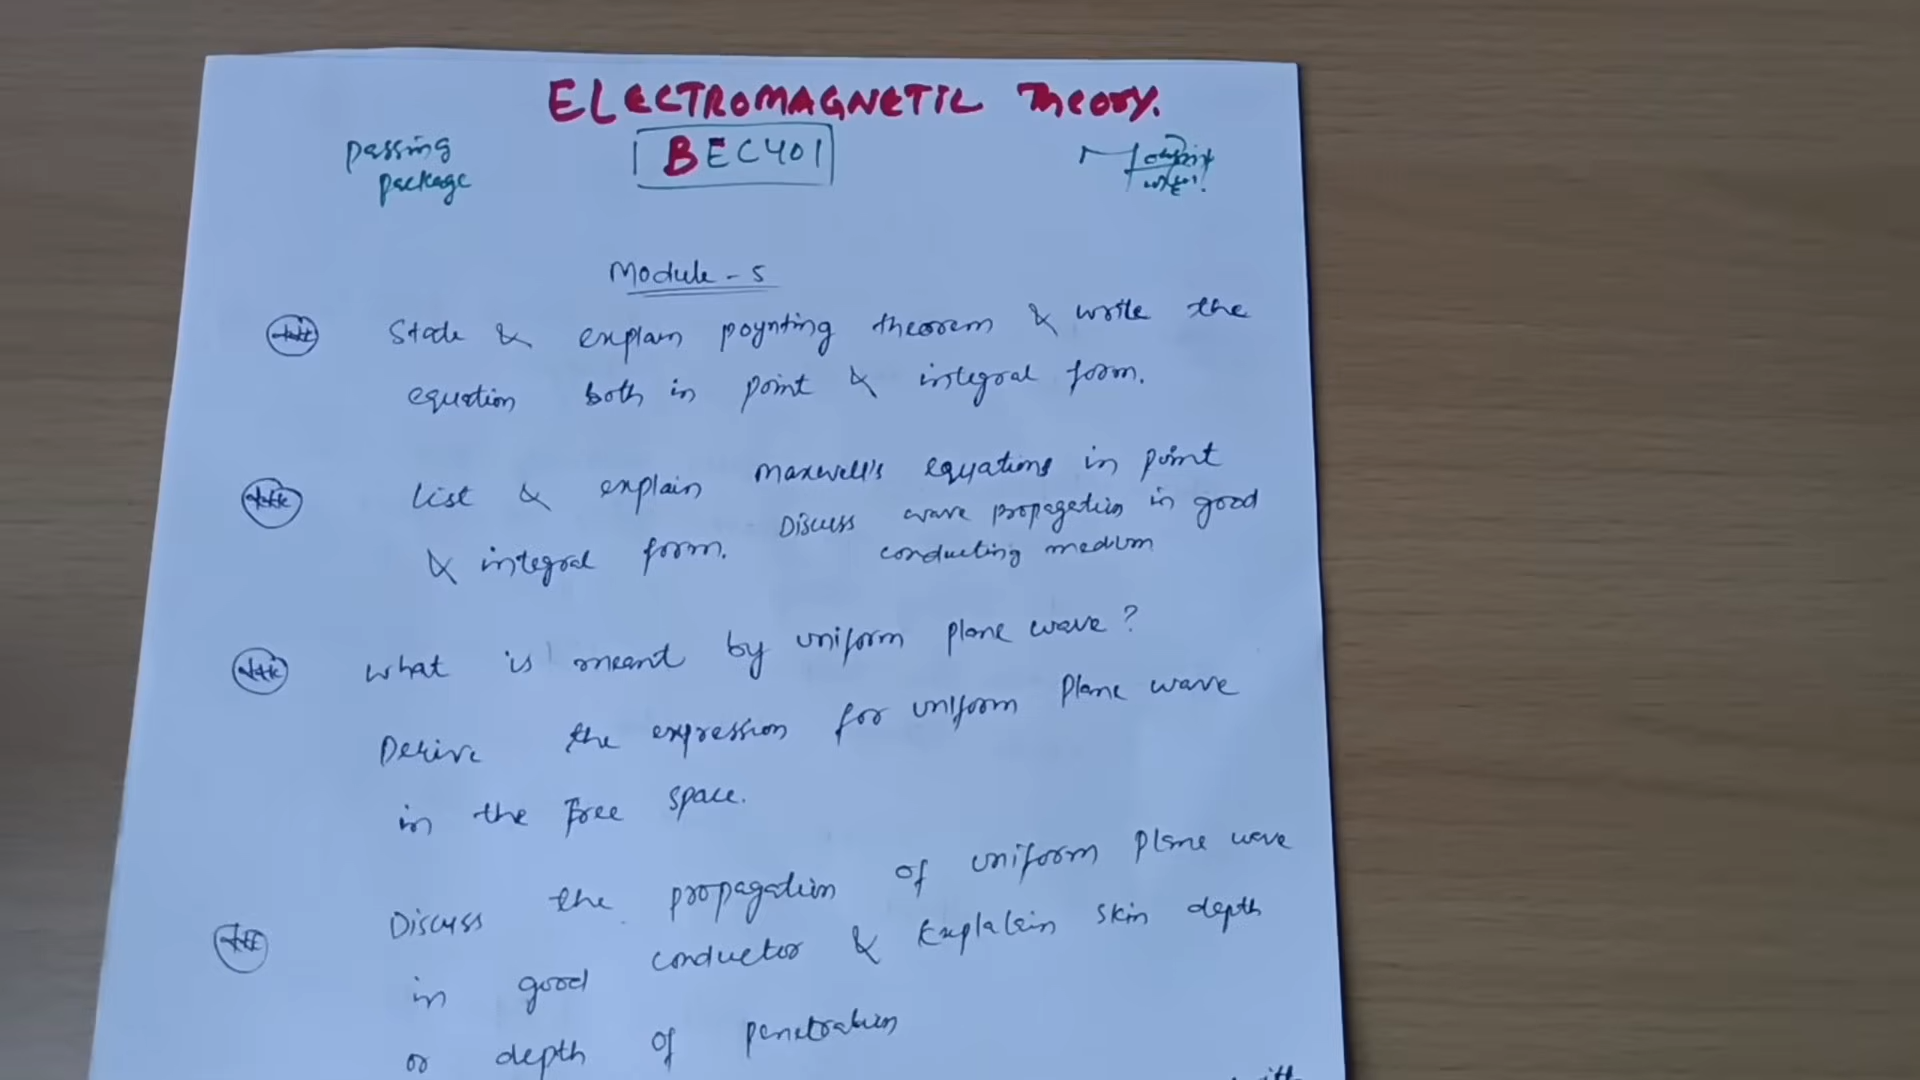 ELECTROMAGNETIC Theory.
passing
package
BEC401
Module - 5
State & explain poynting theorem & write the
equation both in point & integral form.
List & explain maxwell's equations in point
& integral form. Discuss wave propagation in good
conducting medium
What is meant by uniform plane wave?
Derive the expression for uniform plane wave
in the Free space.
Discuss the propagation of uniform plane wave
in good conductor & Explain skin depth
or depth of penetration